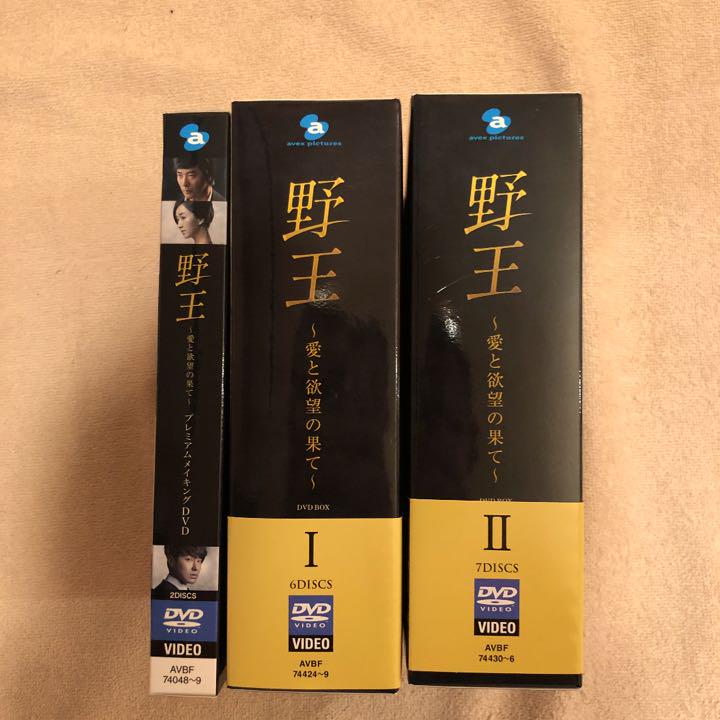 a
野王
～愛と欲望の果て～
プレミアムメイキングDVD
2DISCS
DVD
VIDEO
VIDEO
AVBF
74048～9
a
avex pictures
野王
～愛と欲望の果て～
DVD BOX
I
6DISCS
DVD
VIDEO
VIDEO
AVBF
74424～9
a
avex pictures
野王
～愛と欲望の果て～
DVD BOX
II
7DISCS
DVD
VIDEO
VIDEO
AVBF
74430～6